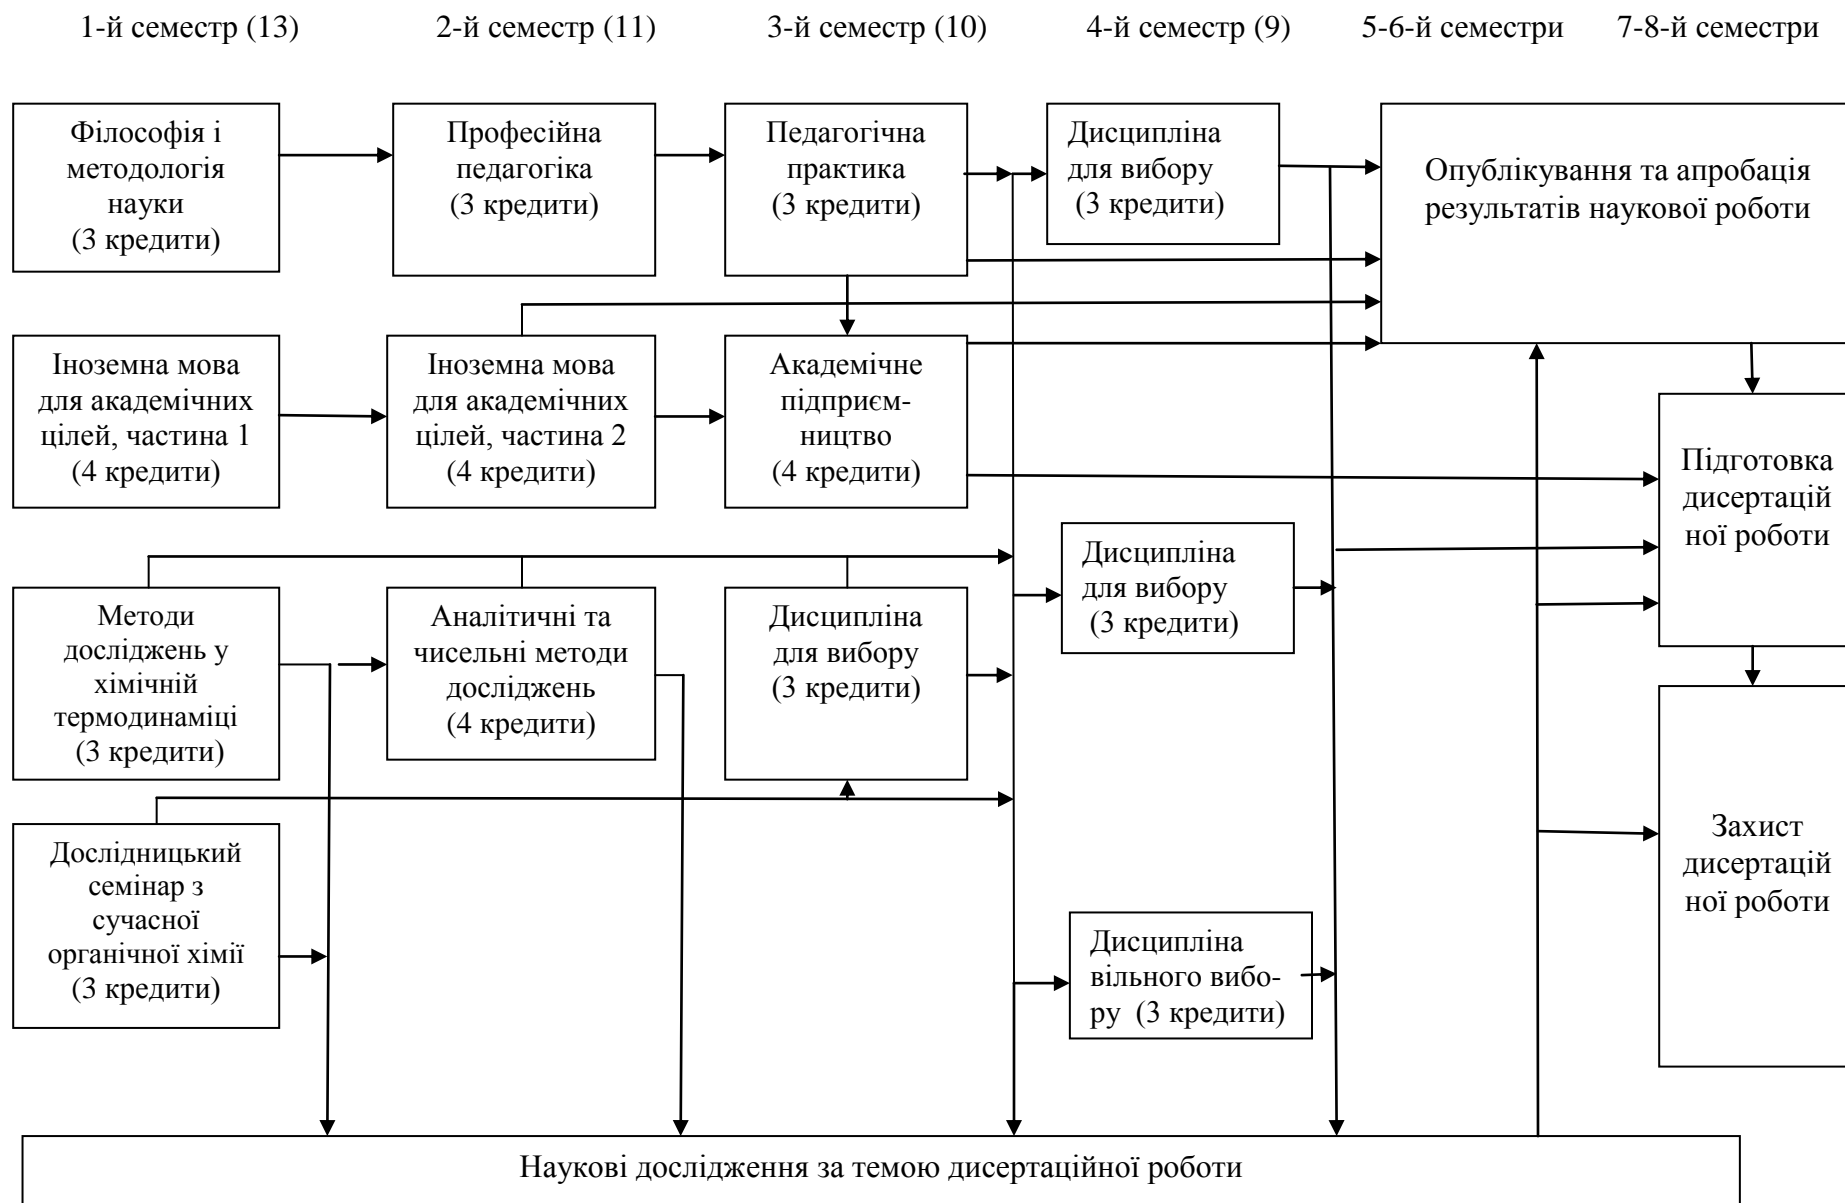 1-й семестр (13)
2-й семестр (11)
3-й семестр (10)
4-й семестр (9)
5-6-й семестри
7-8-й семестри
Філософія і
методологія
науки
(3 кредити)
Професійна
педагогіка
(3 кредити)
Педагогічна
практика
(3 кредити)
Дисципліна
для вибору
(3 кредити)
Опублікування та апробація
результатів наукової роботи
Іноземна мова
для академічних
цілей, частина 1
(4 кредити)
Іноземна мова
для академічних
цілей, частина 2
(4 кредити)
Академічне
підприєм-
ництво
(4 кредити)
Підготовка
дисертацій
ної роботи
Методи
досліджень у
хімічній
термодинаміці
(3 кредити)
Аналітичні та
чисельні методи
досліджень
(4 кредити)
Дисципліна
для вибору
(3 кредити)
Дисципліна
для вибору
(3 кредити)
Дослідницький
семінар з
сучасної
органічної хімії
(3 кредити)
Дисципліна
вільного вибо-
ру (3 кредити)
Захист
дисертацій
ної роботи
Наукові дослідження за темою дисертаційної роботи